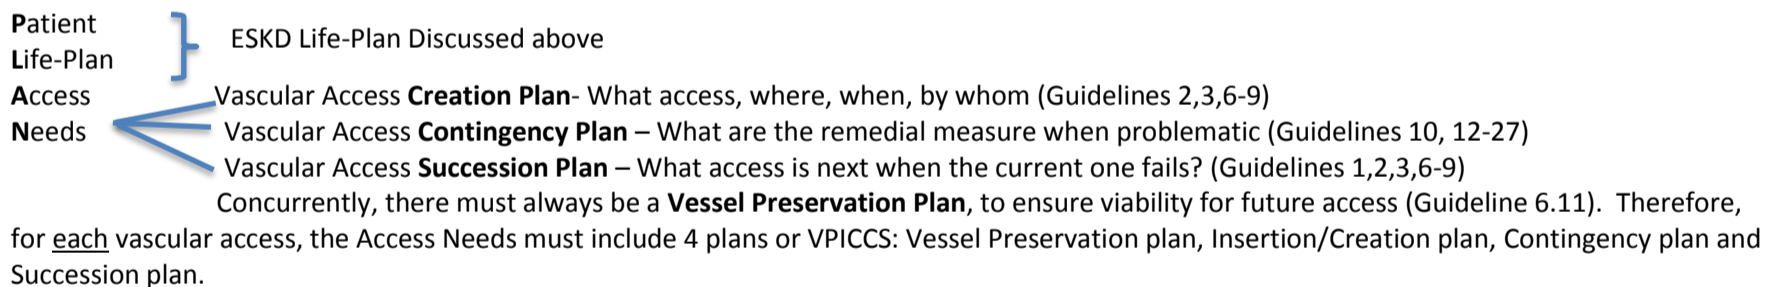 Patient
Life-Plan
ESKD Life-Plan Discussed above
Access
Needs
Vascular Access Creation Plan- What access, where, when, by whom (Guidelines 2,3,6-9)
Vascular Access Contingency Plan – What are the remedial measure when problematic (Guidelines 10, 12-27)
Vascular Access Succession Plan – What access is next when the current one fails? (Guidelines 1,2,3,6-9)
Concurrently, there must always be a Vessel Preservation Plan, to ensure viability for future access (Guideline 6.11).  Therefore,
for each vascular access, the Access Needs must include 4 plans or VPICCS: Vessel Preservation plan, Insertion/Creation plan, Contingency plan and
Succession plan.